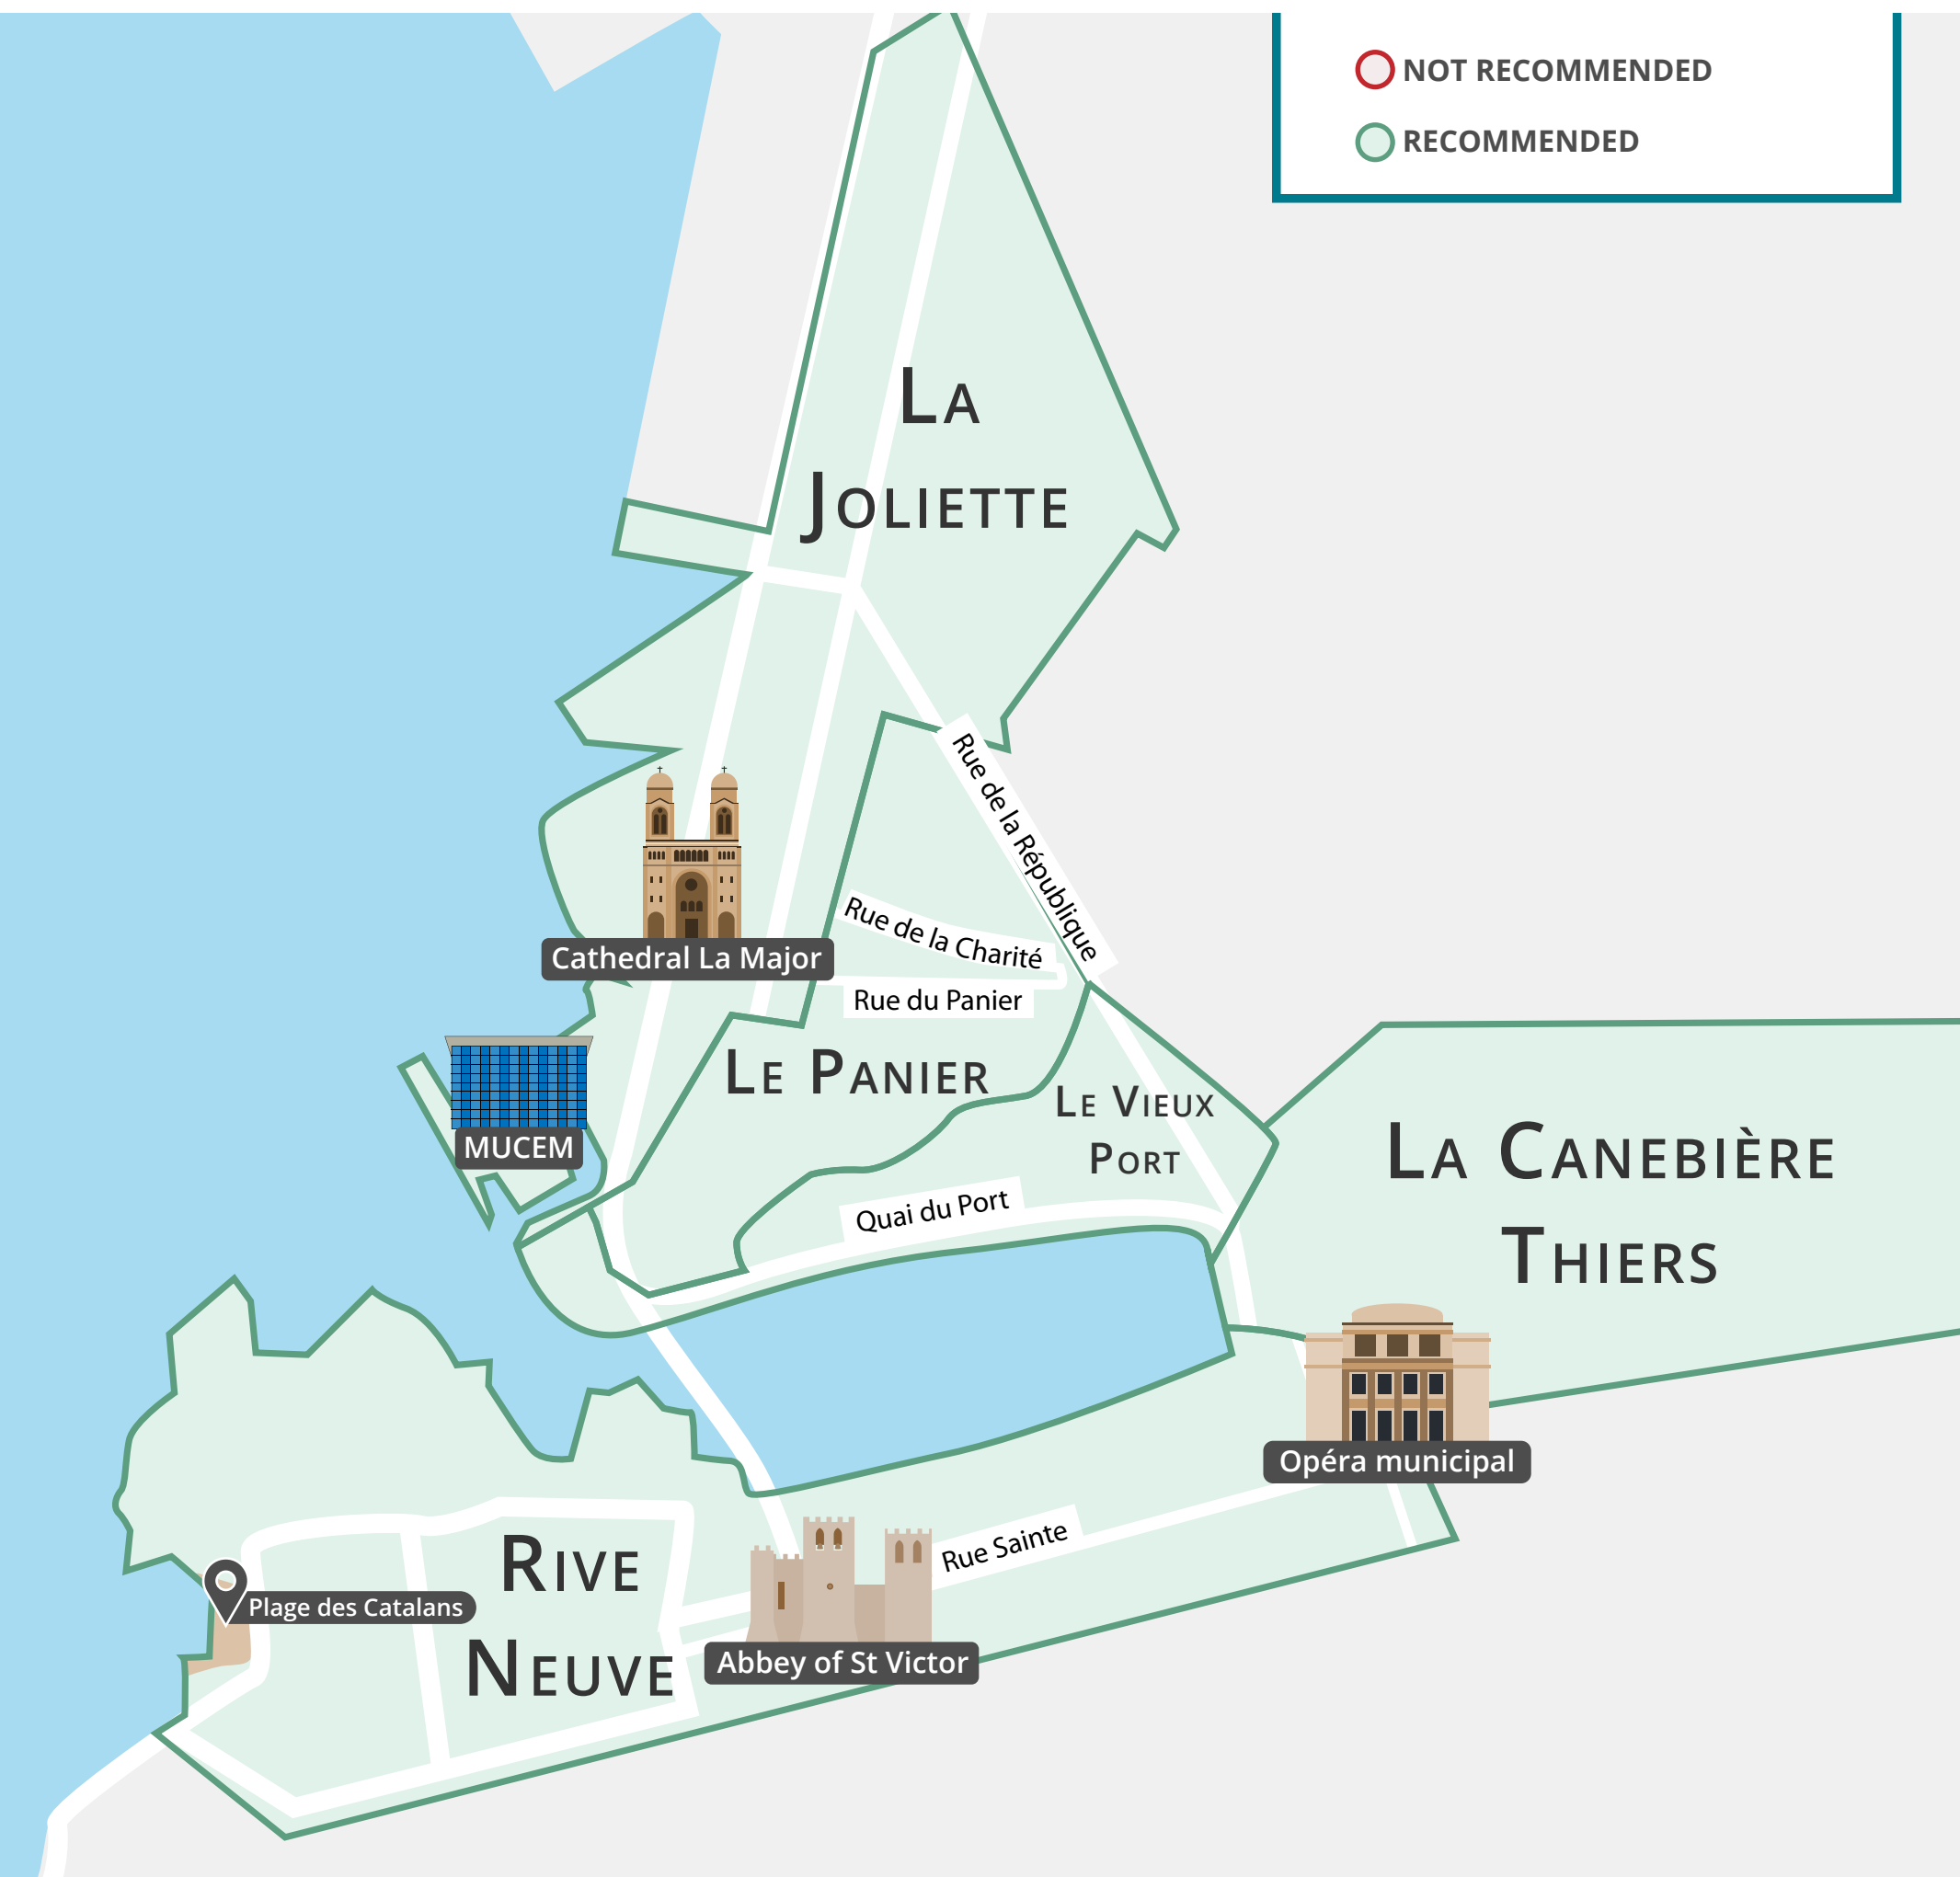 NOT RECOMMENDED
RECOMMENDED
La
Joliette
Rue de la République
Rue de la Charité
Cathedral La Major
Rue du Panier
Le Panier
Le Vieux
Port
MUCEM
La Canebière
Thiers
Quai du Port
Opéra municipal
Rue Sainte
Rive
Neuve
Plage des Catalans
Abbey of St Victor